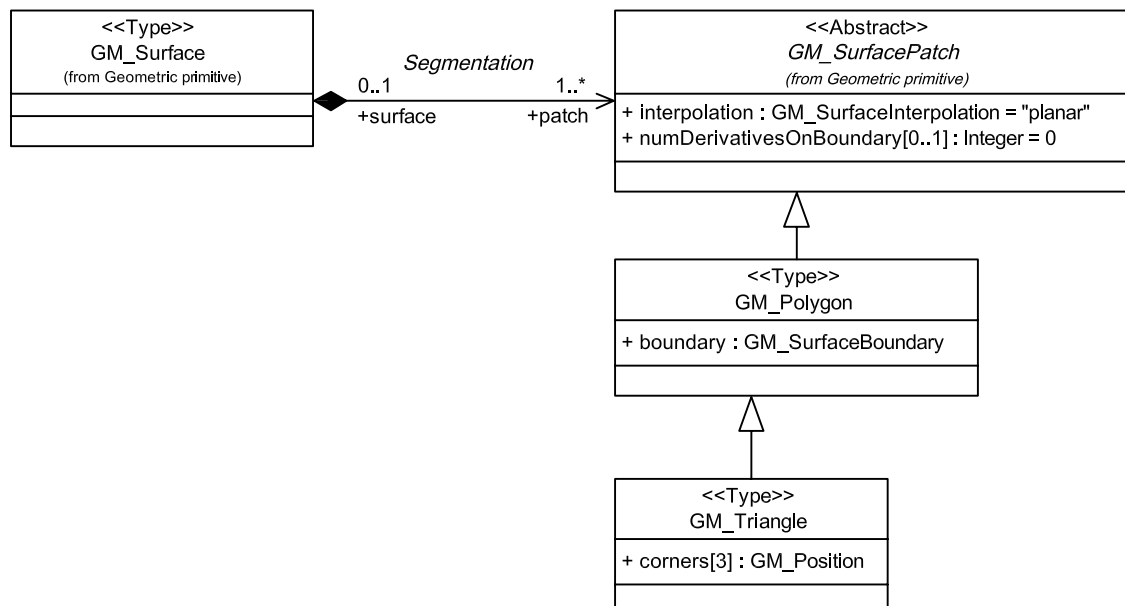 <<Type>>
GM_Surface
(from Geometric primitive)
Segmentation
0..1
1..*
+surface
+patch
<<Abstract>>
GM_SurfacePatch
(from Geometric primitive)
+ interpolation : GM_SurfaceInterpolation = "planar"
+ numDerivativesOnBoundary[0..1] : Integer = 0
<<Type>>
GM_Polygon
+ boundary : GM_SurfaceBoundary
<<Type>>
GM_Triangle
+ corners[3] : GM_Position